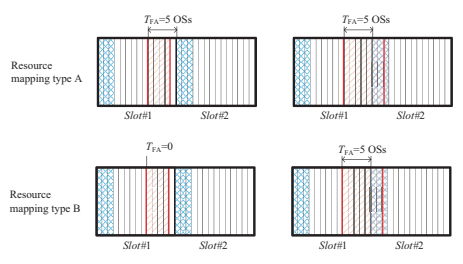 T_FA=5 OSs T_FA=5 OSs
Resource
mapping type A
Slot#1 Slot#2 Slot#1 Slot#2
T_FA=0 T_FA=5 OSs
Resource
mapping type B
Slot#1 Slot#2 Slot#1 Slot#2